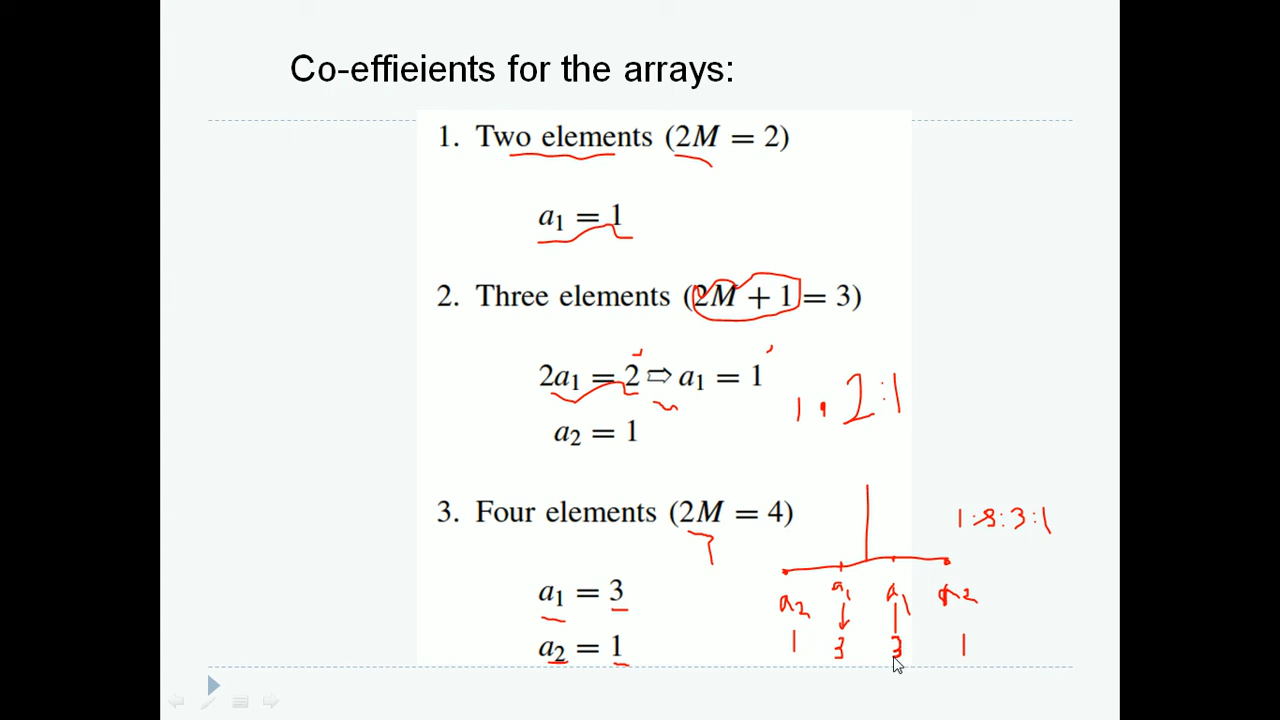 Co-effieients for the arrays:
1. Two elements (2M = 2)
a₁ = 1
2. Three elements (2M + 1 = 3)
2a₁ = 2 ⇨ a₁ = 1
a₂ = 1
1 : 2 : 1
3. Four elements (2M = 4)
1 : 3 : 3 : 1
a₁ = 3
a₂ a₁ a₁ a₂
a₂ = 1
1 3 3 1